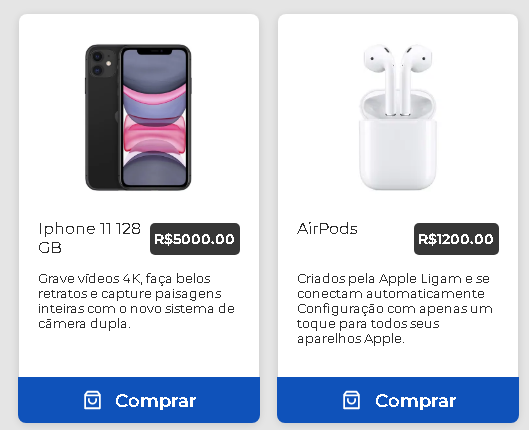 Iphone 11 128
GB
R$5000.00
Grave vídeos 4K, faça belos
retratos e capture paisagens
inteiras com o novo sistema de
câmera dupla.
Comprar
AirPods
R$1200.00
Criados pela Apple Ligam e se
conectam automaticamente
Configuração com apenas um
toque para todos seus
aparelhos Apple.
Comprar